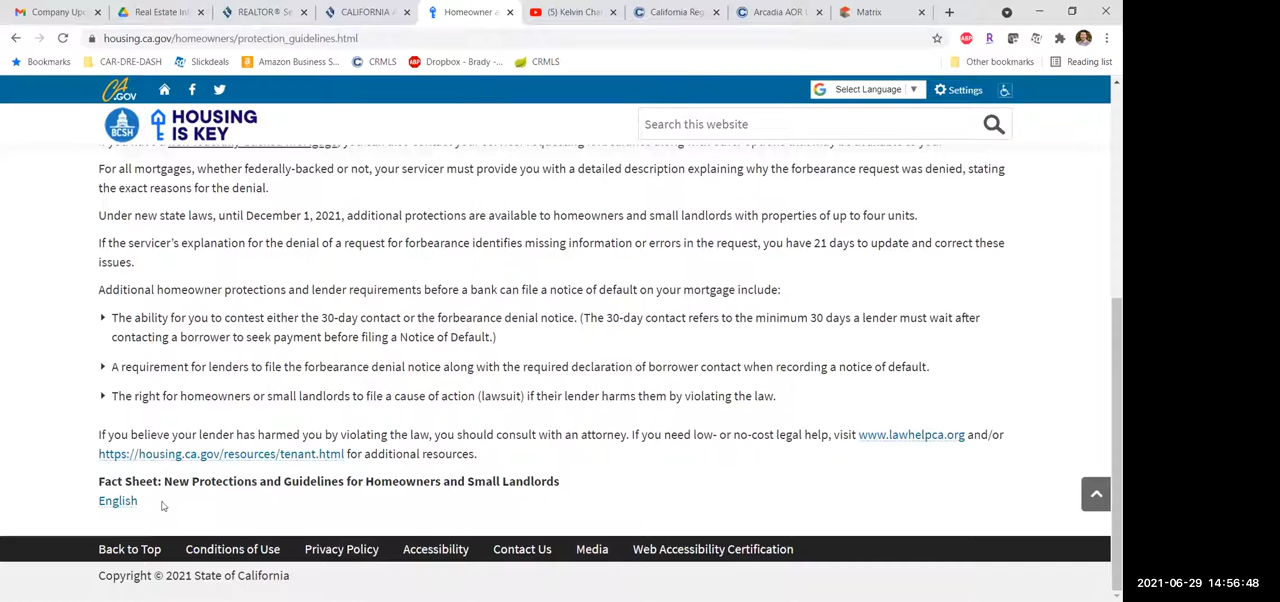 Company Up
Real Estate In
REALTOR® Se
CALIFORNIA A
Homeowner a
(5) Kelvin Cha
California Reg
Arcadia AOR
Matrix
housing.ca.gov/homeowners/protection_guidelines.html
Bookmarks
CAR-DRE-DASH
Slickdeals
Amazon Business S...
CRMLS
Dropbox - Brady -...
CRMLS
Other bookmarks
Reading list
CA.GOV
Select Language
Settings
BCSH
HOUSING
IS KEY
Search this website
For all mortgages, whether federally-backed or not, your servicer must provide you with a detailed description explaining why the forbearance request was denied, stating
the exact reasons for the denial.
Under new state laws, until December 1, 2021, additional protections are available to homeowners and small landlords with properties of up to four units.
If the servicer's explanation for the denial of a request for forbearance identifies missing information or errors in the request, you have 21 days to update and correct these
issues.
Additional homeowner protections and lender requirements before a bank can file a notice of default on your mortgage include:
The ability for you to contest either the 30-day contact or the forbearance denial notice. (The 30-day contact refers to the minimum 30 days a lender must wait after
contacting a borrower to seek payment before filing a Notice of Default.)
A requirement for lenders to file the forbearance denial notice along with the required declaration of borrower contact when recording a notice of default.
The right for homeowners or small landlords to file a cause of action (lawsuit) if their lender harms them by violating the law.
If you believe your lender has harmed you by violating the law, you should consult with an attorney. If you need low- or no-cost legal help, visit www.lawhelpca.org and/or
https://housing.ca.gov/resources/tenant.html for additional resources.
Fact Sheet: New Protections and Guidelines for Homeowners and Small Landlords
English
Back to Top
Conditions of Use
Privacy Policy
Accessibility
Contact Us
Media
Web Accessibility Certification
Copyright © 2021 State of California
2021-06-29 14:56:48